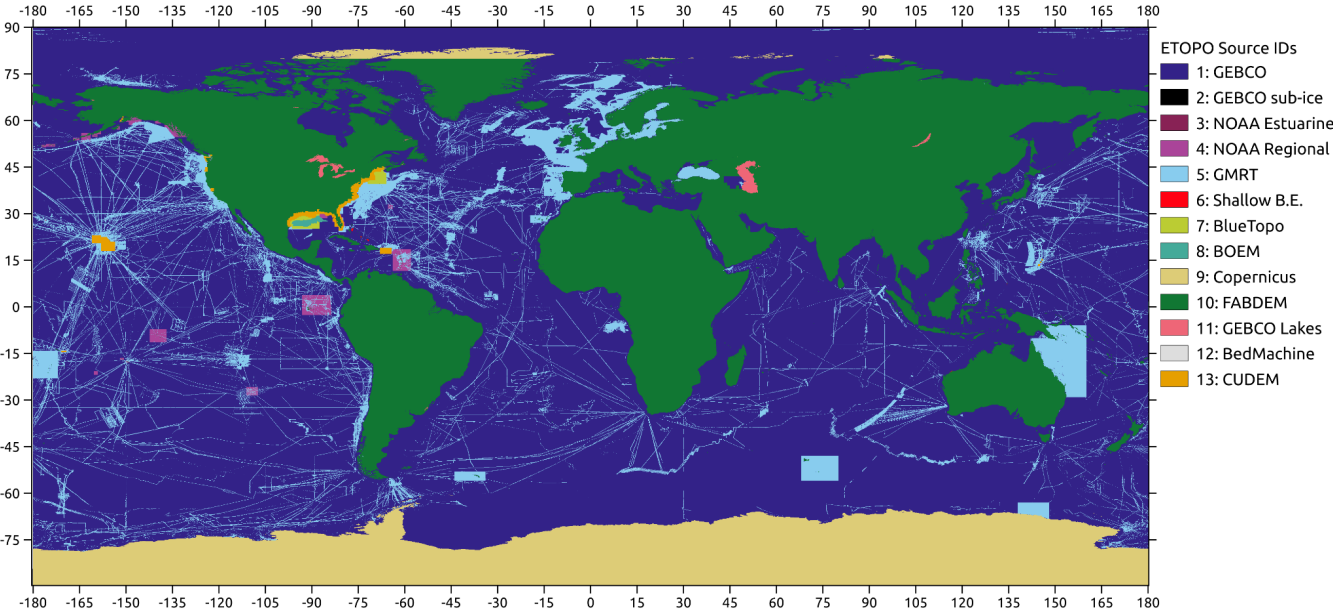 -180 -165 -150 -135 -120 -105 -90 -75 -60 -45 -30 -15 0 15 30 45 60 75 90 105 120 135 150 165 180
90
75
60
45
30
15
0
-15
-30
-45
-60
-75
-180 -165 -150 -135 -120 -105 -90 -75 -60 -45 -30 -15 0 15 30 45 60 75 90 105 120 135 150 165 180
ETOPO Source IDs
1: GEBCO
2: GEBCO sub-ice
3: NOAA Estuarine
4: NOAA Regional
5: GMRT
6: Shallow B.E.
7: BlueTopo
8: BOEM
9: Copernicus
10: FABDEM
11: GEBCO Lakes
12: BedMachine
13: CUDEM